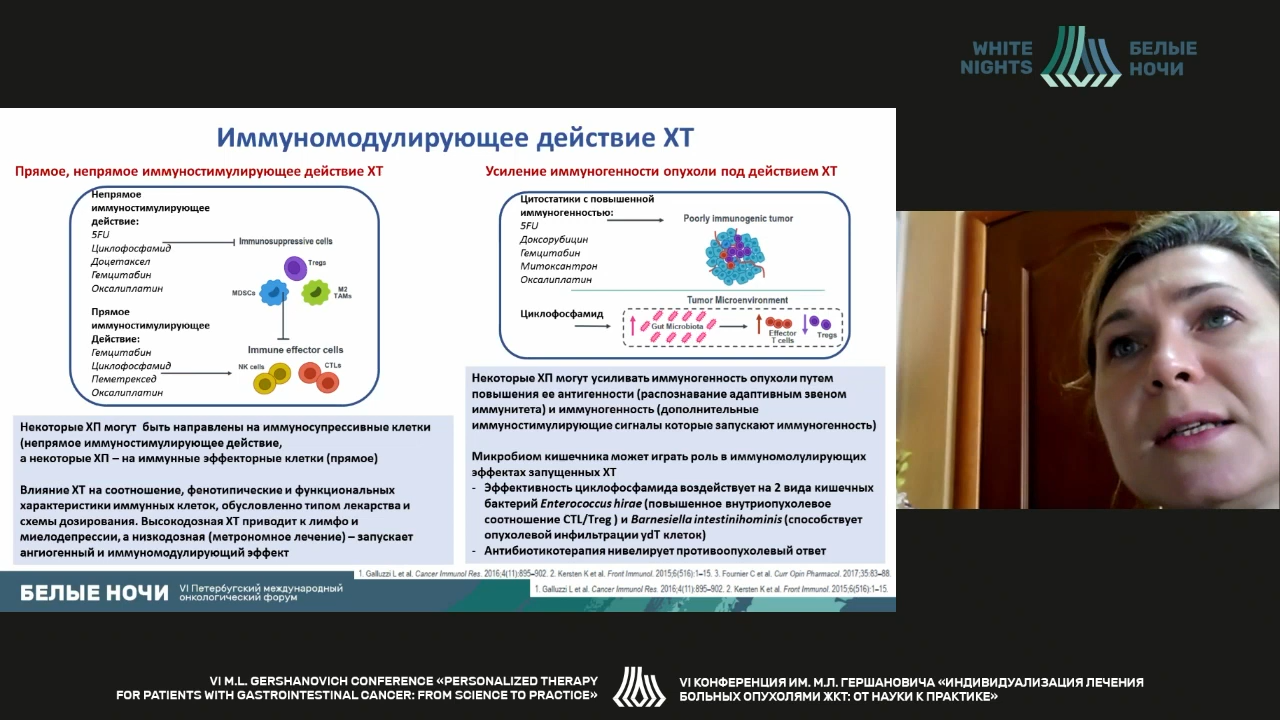 WHITE
NIGHTS
БЕЛЫЕ
НОЧИ
Иммуномодулирующее действие ХТ
Прямое, непрямое иммуностимулирующее действие ХТ
Непрямое
иммуностимулирующее
действие:
5FU
Циклофосфамид
Доцетаксел
Гемцитабин
Оксалиплатин
Immunosuppressive cells
Tregs
MDSCs
M2
TAMs
Прямое
иммуностимулирующее
Действие:
Гемцитабин
Циклофосфамид
Пеметрексед
Оксалиплатин
Immune effector cells
NK cells
CTLs
Некоторые ХП могут быть направлены на иммуносупрессивные клетки
(непрямое иммуностимулирующее действие,
а некоторые ХП – на иммунные эффекторные клетки (прямое)
Влияние ХТ на соотношение, фенотипические и функциональных
характеристики иммунных клеток, обусловленно типом лекарства и
схемы дозирования. Высокодозная ХТ приводит к лимфо и
миелодепрессии, а низкодозная (метрономное лечение) – запускает
ангиогенный и иммуномодулирующий эффект
Усиление иммуногенности опухоли под действием ХТ
Цитостатики с повышенной
иммуногенностью:
5FU
Доксорубицин
Гемцитабин
Митоксантрон
Оксалиплатин
Poorly immunogenic tumor
Tumor Microenvironment
Циклофосфамид
Gut Microbiota
Effector
T cells
Tregs
Некоторые ХП могут усиливать иммуногенность опухоли путем
повышения ее антигенности (распознавание адаптивным звеном
иммунитета) и иммуногенность (дополнительные
иммуностимулирующие сигналы которые запускают иммуногенность)
Микробиом кишечника может играть роль в иммуномолулирующих
эффектах запущенных ХТ
- Эффективность циклофосфамида воздействует на 2 вида кишечных
бактерий Enterococcus hirae (повышенное внутриопухолевое
соотношение CTL/Treg ) и Barnesiella intestinihominis (способствует
опухолевой инфильтрации γdT клеток)
- Антибиотикотерапия нивелирует противоопухолевый ответ
1. Galluzzi L et al. Cancer Immunol Res. 2016;4(11):895–902. 2. Kersten K et al. Front Immunol. 2015;6(516):1–15. 3. Fournier C et al. Curr Opin Pharmacol. 2017;35:83–88.
1. Galluzzi L et al. Cancer Immunol Res. 2016;4(11):895–902. 2. Kersten K et al. Front Immunol. 2015;6(516):1–15.
БЕЛЫЕ НОЧИ
VI Петербургский международный
онкологический форум
VI M.L. GERSHANOVICH CONFERENCE «PERSONALIZED THERAPY
FOR PATIENTS WITH GASTROINTESTINAL CANCER: FROM SCIENCE TO PRACTICE»
VI КОНФЕРЕНЦИЯ ИМ. М.Л. ГЕРШАНОВИЧА «ИНДИВИДУАЛИЗАЦИЯ ЛЕЧЕНИЯ
БОЛЬНЫХ ОПУХОЛЯМИ ЖКТ: ОТ НАУКИ К ПРАКТИКЕ»